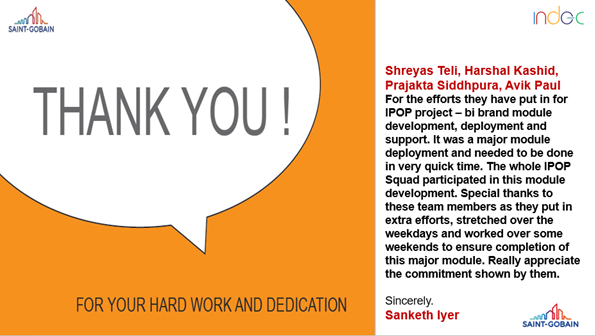 SAINT-GOBAIN
THANK YOU !
FOR YOUR HARD WORK AND DEDICATION
indec
Shreyas Teli, Harshal Kashid,
Prajakta Siddhpura, Avik Paul
For the efforts they have put in for
IPOP project – bi brand module
development, deployment and
support. It was a major module
deployment and needed to be done
in very quick time. The whole IPOP
Squad participated in this module
development. Special thanks to
these team members as they put in
extra efforts, stretched over the
weekdays and worked over some
weekends to ensure completion of
this major module. Really appreciate
the commitment shown by them.
Sincerely.
Sanketh Iyer
SAINT-GOBAIN